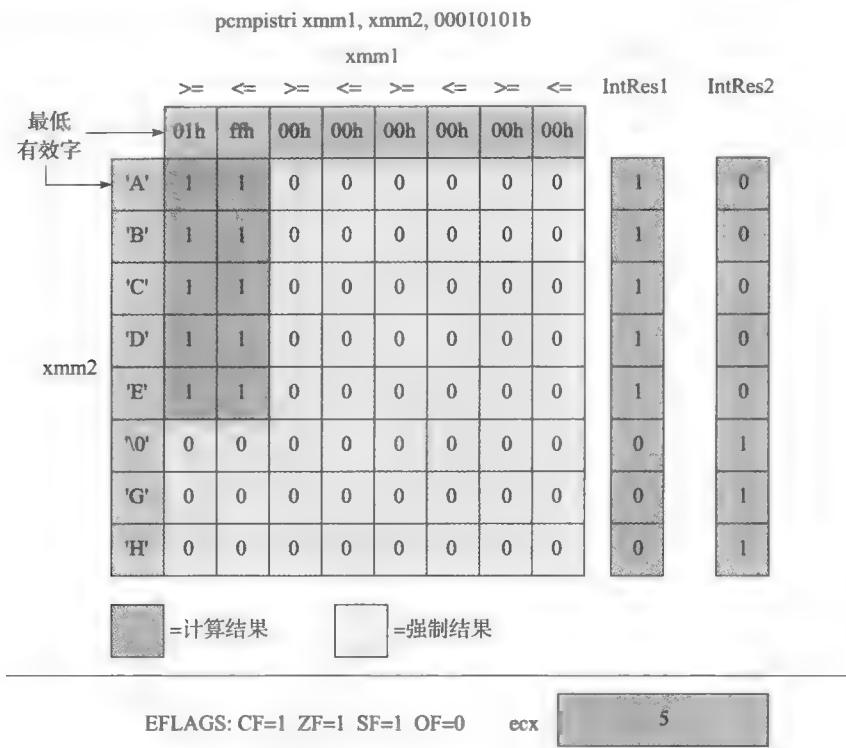 pcmpistri xmm1, xmm2, 00010101b
xmm1
>= <= >= <= >= <= >= <= IntRes1 IntRes2
最低
有效字
01h ffh 00h 00h 00h 00h 00h 00h
'A' 1 1 0 0 0 0 0 0 1 0
'B' 1 1 0 0 0 0 0 0 1 0
'C' 1 1 0 0 0 0 0 0 1 0
'D' 1 1 0 0 0 0 0 0 1 0
xmm2
'E' 1 1 0 0 0 0 0 0 1 0
'\0' 0 0 0 0 0 0 0 0 0 1
'G' 0 0 0 0 0 0 0 0 0 1
'H' 0 0 0 0 0 0 0 0 0 1
=计算结果 =强制结果
EFLAGS: CF=1 ZF=1 SF=1 OF=0 ecx 5